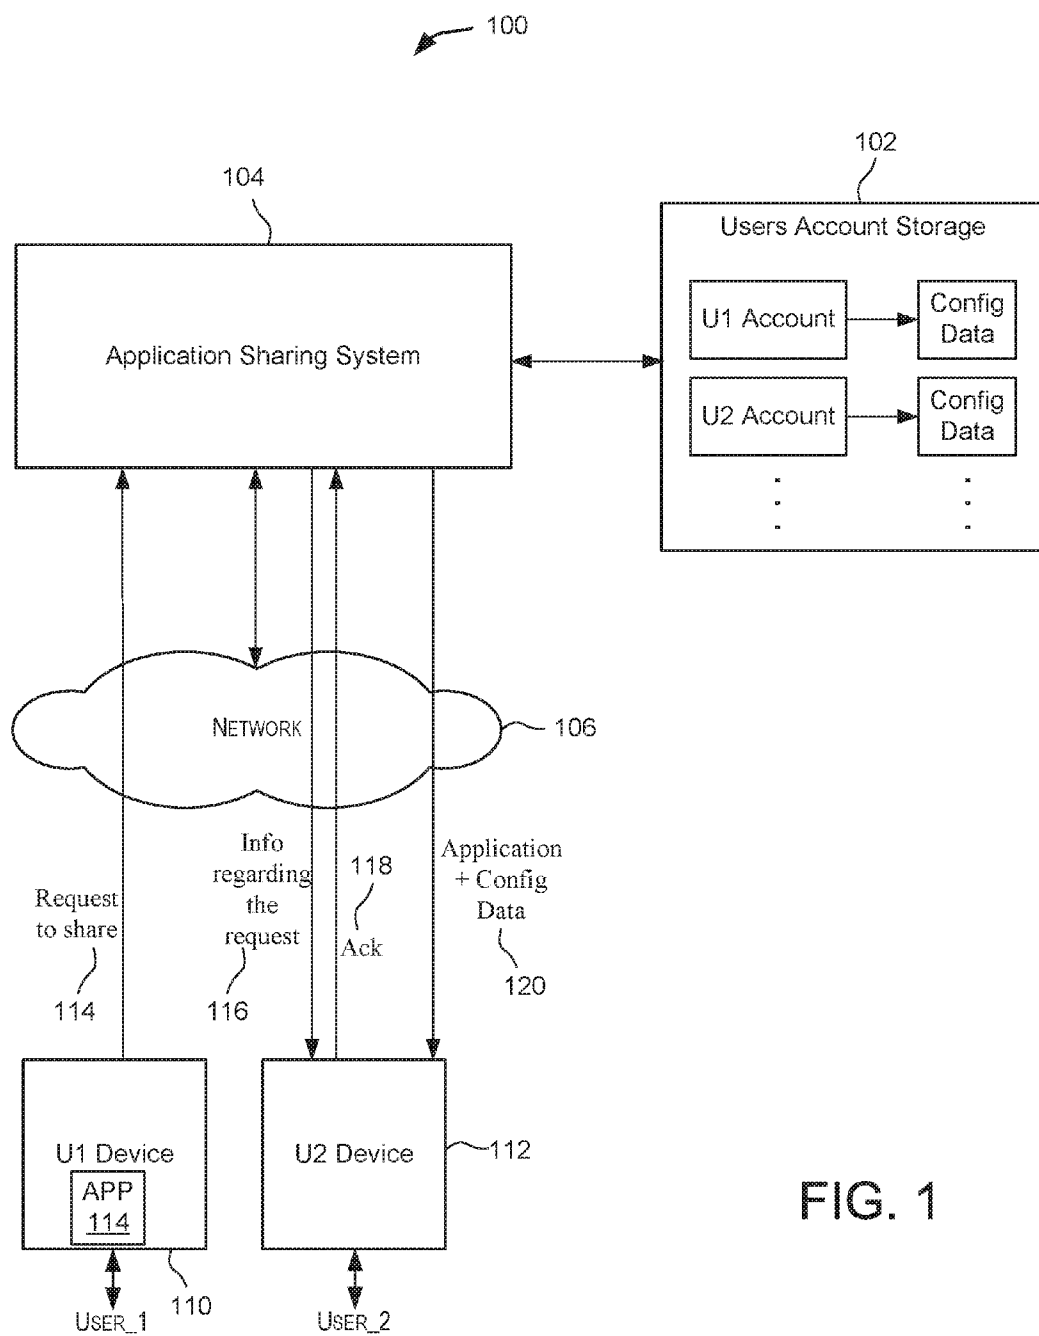 100
102
104
Users Account Storage
U1 Account
Config
Data
Application Sharing System
U2 Account
Config
Data
NETWORK
106
Info
regarding
the
request
116
118
Ack
Application
+ Config
Data
120
Request
to share
114
U1 Device
APP
114
110
U2 Device
112
USER_1
USER_2
FIG. 1